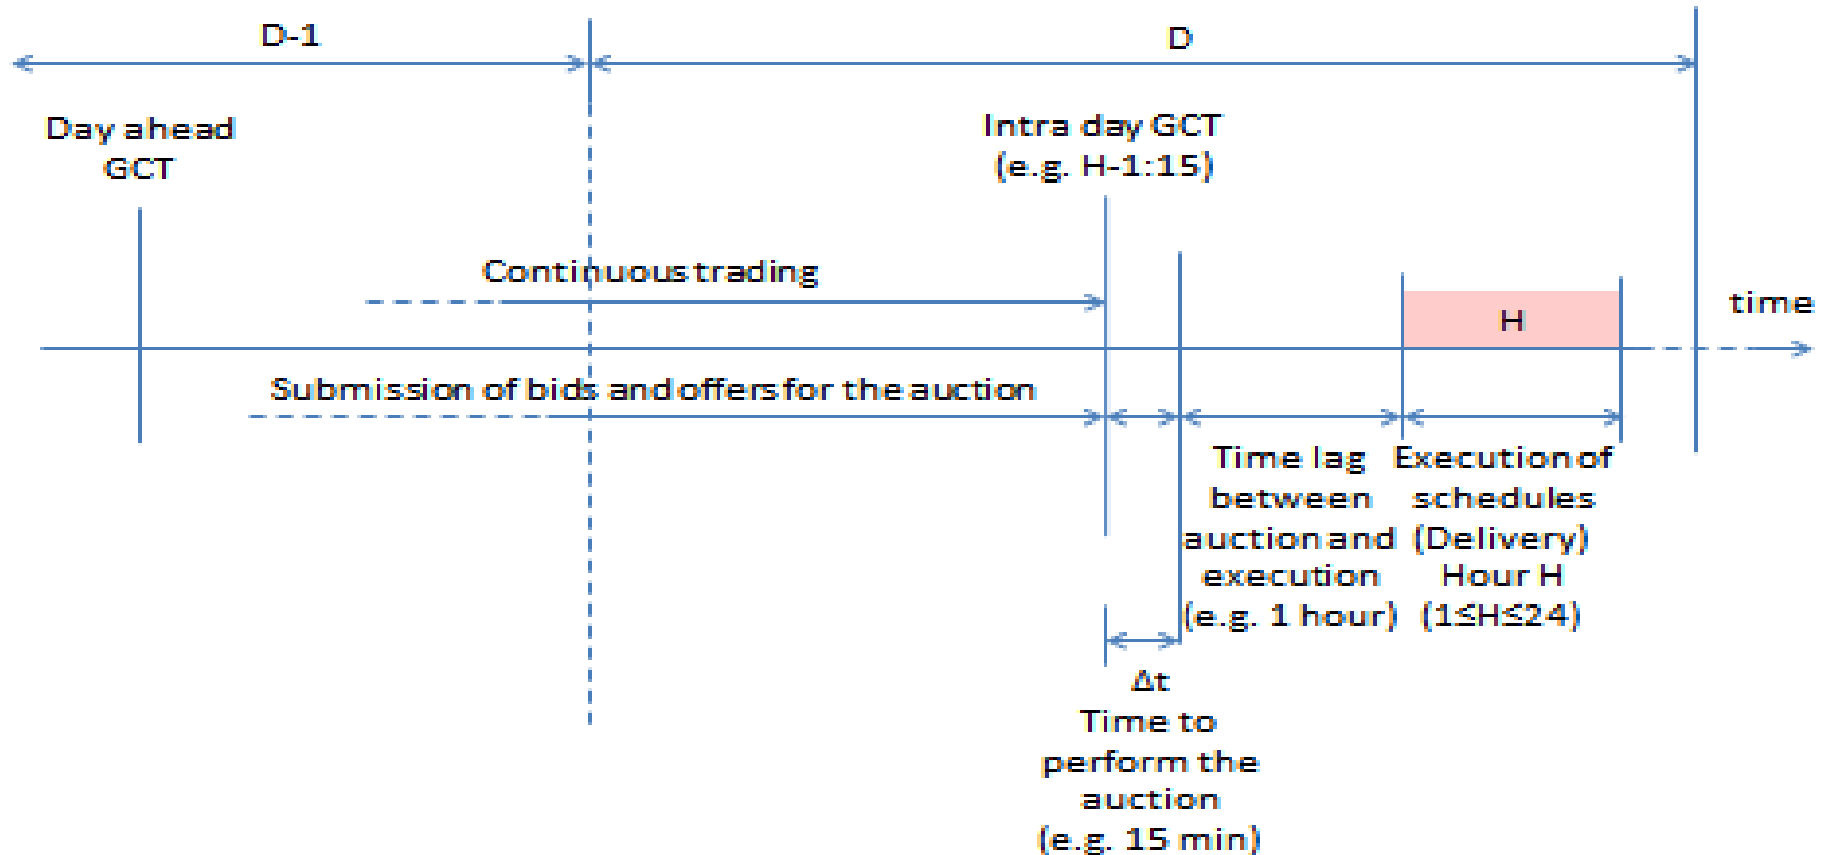 D-1
D
Day ahead
GCT
Intra day GCT
(e.g. H-1:15)
Continuous trading
H
time
Submission of bids and offers for the auction
Time lag
between
auction and
execution
(e.g. 1 hour)
Execution of
schedules
(Delivery)
Hour H
(1≤H≤24)
Δt
Time to
perform the
auction
(e.g. 15 min)